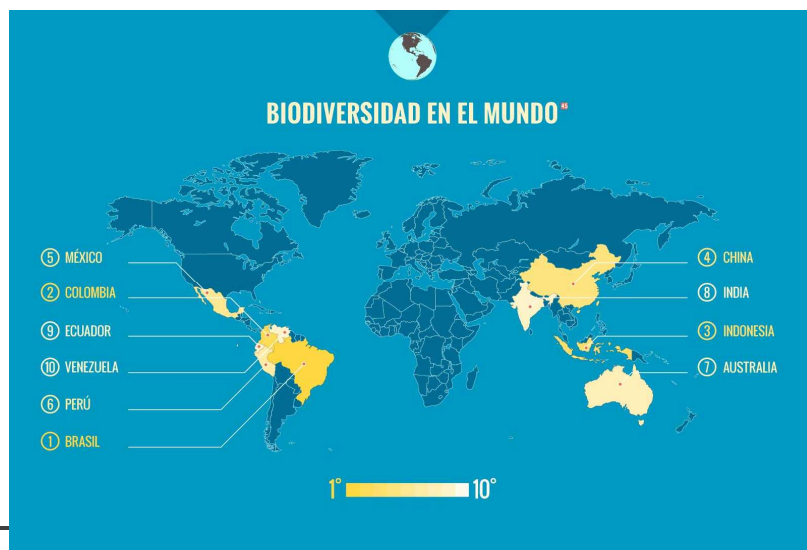 BIODIVERSIDAD EN EL MUNDO 45
5 MÉXICO
2 COLOMBIA
9 ECUADOR
10 VENEZUELA
6 PERÚ
1 BRASIL
4 CHINA
8 INDIA
3 INDONESIA
7 AUSTRALIA
1° 10°